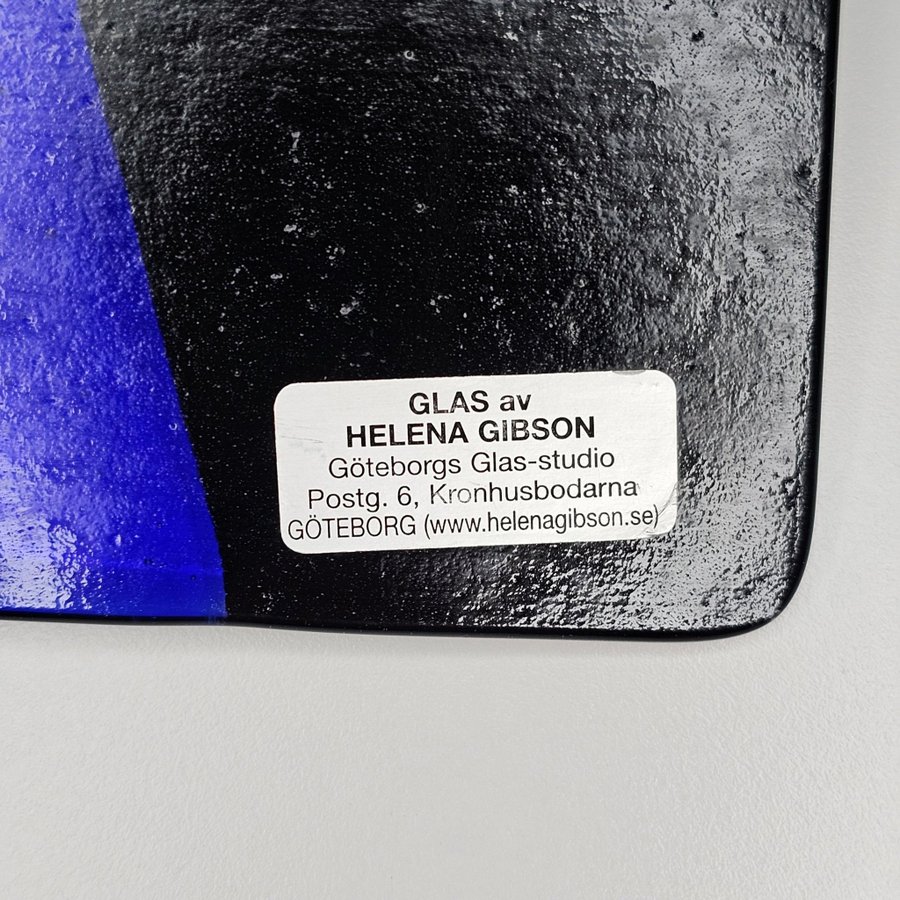 GLAS av
HELENA GIBSON
Göteborgs Glas-studio
Postg. 6, Kronhusbodarna
GÖTEBORG (www.helenagibson.se)